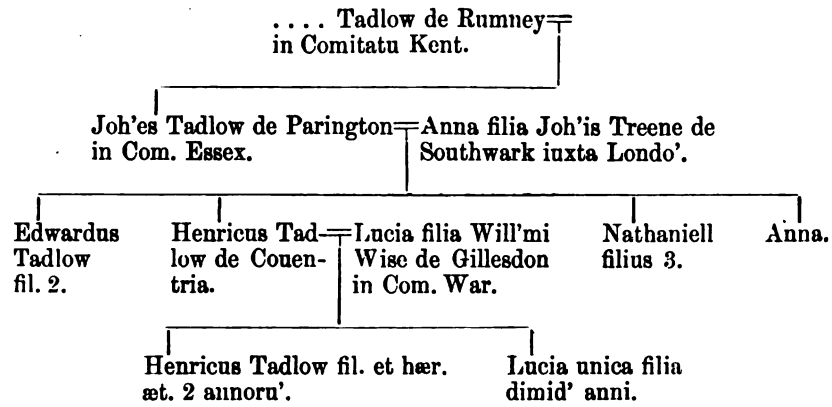 .... Tadlow de Rumney
in Comitatu Kent.
Joh'es Tadlow de Parington
in Com. Essex.
Anna filia Joh'is Treene de
Southwark iuxta Londo'.
Edwardus
Tadlow
fil. 2.
Henricus Tad-
low de Couen-
tria.
Lucia filia Will'mi
Wise de Gillesdon
in Com. War.
Nathaniell
filius 3.
Anna.
Henricus Tadlow fil. et hær.
æt. 2 annoru'.
Lucia unica filia
dimid' anni.